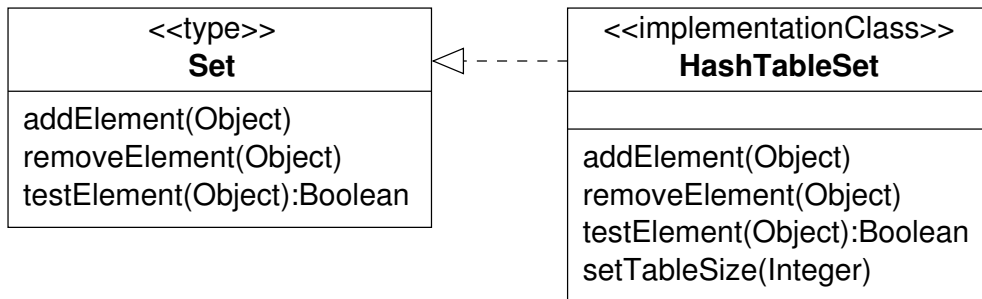 <<type>>
Set
addElement(Object)
removeElement(Object)
testElement(Object):Boolean
<<implementationClass>>
HashTableSet
addElement(Object)
removeElement(Object)
testElement(Object):Boolean
setTableSize(Integer)